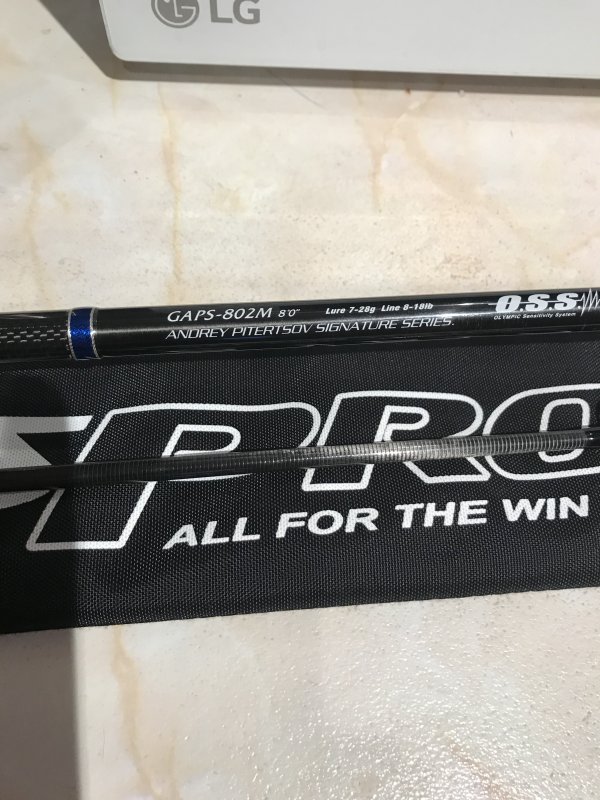 LG
GAPS-802M 8'0" Lure 7-28g Line 8-18lb O.S.S
OLYMPIC Sensitivity System
ANDREY PITERTSOV SIGNATURE SERIES.
PRO
ALL FOR THE WIN